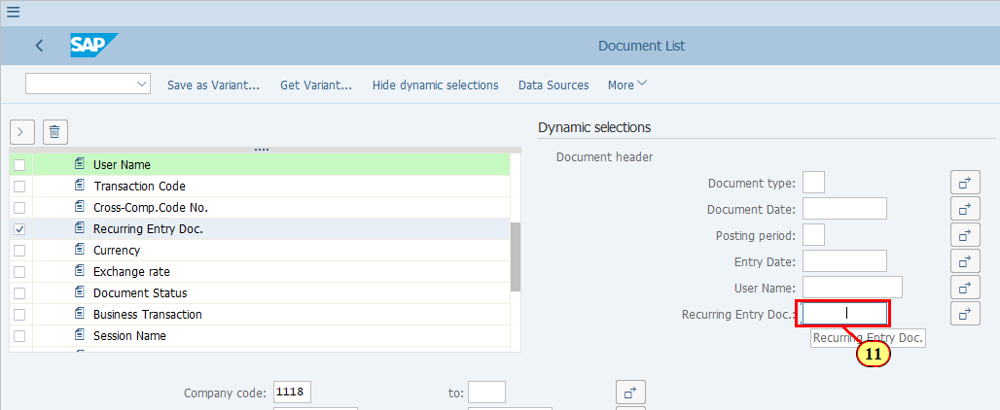 SAP
Document List
Save as Variant... Get Variant... Hide dynamic selections Data Sources More
Dynamic selections
Document header
User Name
Transaction Code
Cross-Comp.Code No.
Recurring Entry Doc.
Currency
Exchange rate
Document Status
Business Transaction
Session Name
Document type:
Document Date:
Posting period:
Entry Date:
User Name:
Recurring Entry Doc.:
Recurring Entry Doc.
11
Company code: 1118 to: